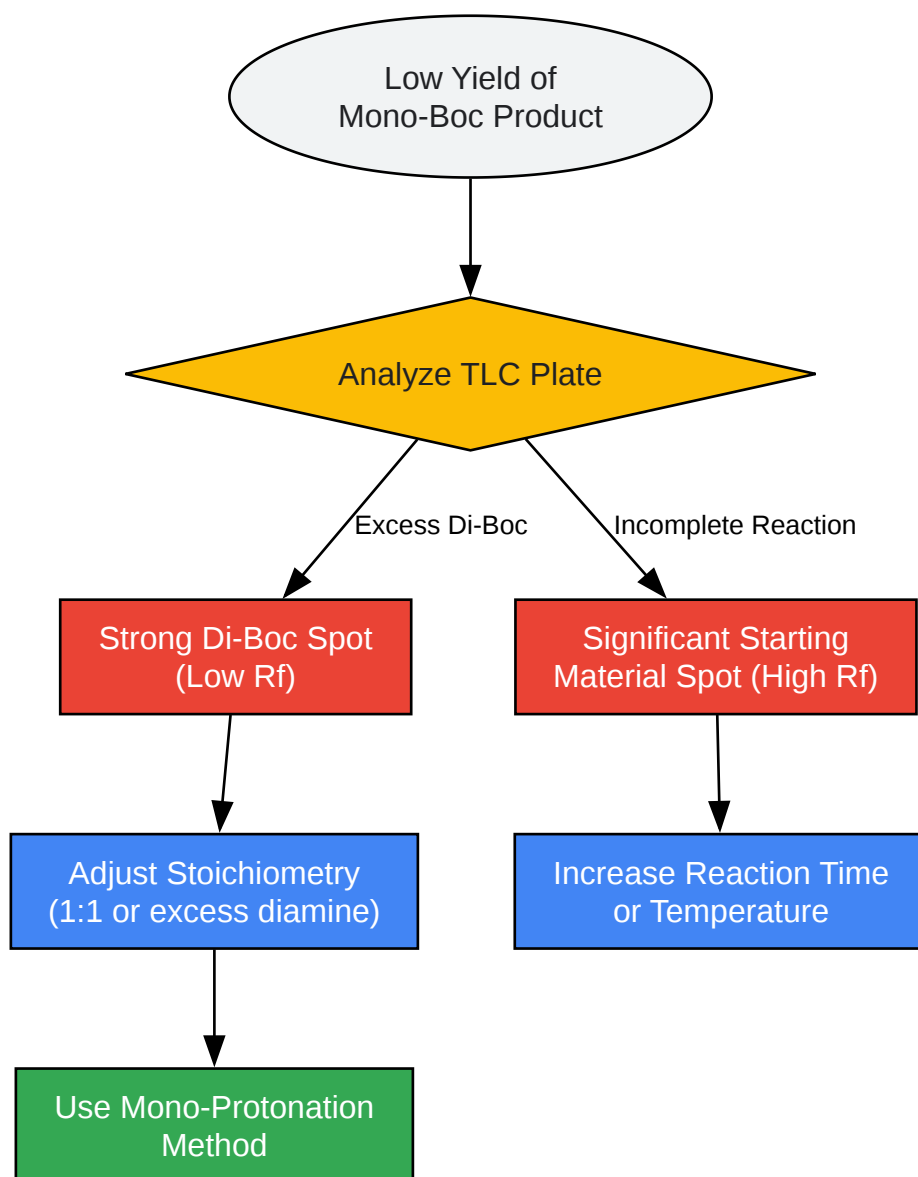 Low Yield of
Mono-Boc Product
Analyze TLC Plate
Excess Di-Boc
Incomplete Reaction
Strong Di-Boc Spot
(Low Rf)
Significant Starting
Material Spot (High Rf)
Adjust Stoichiometry
(1:1 or excess diamine)
Increase Reaction Time
or Temperature
Use Mono-Protonation
Method